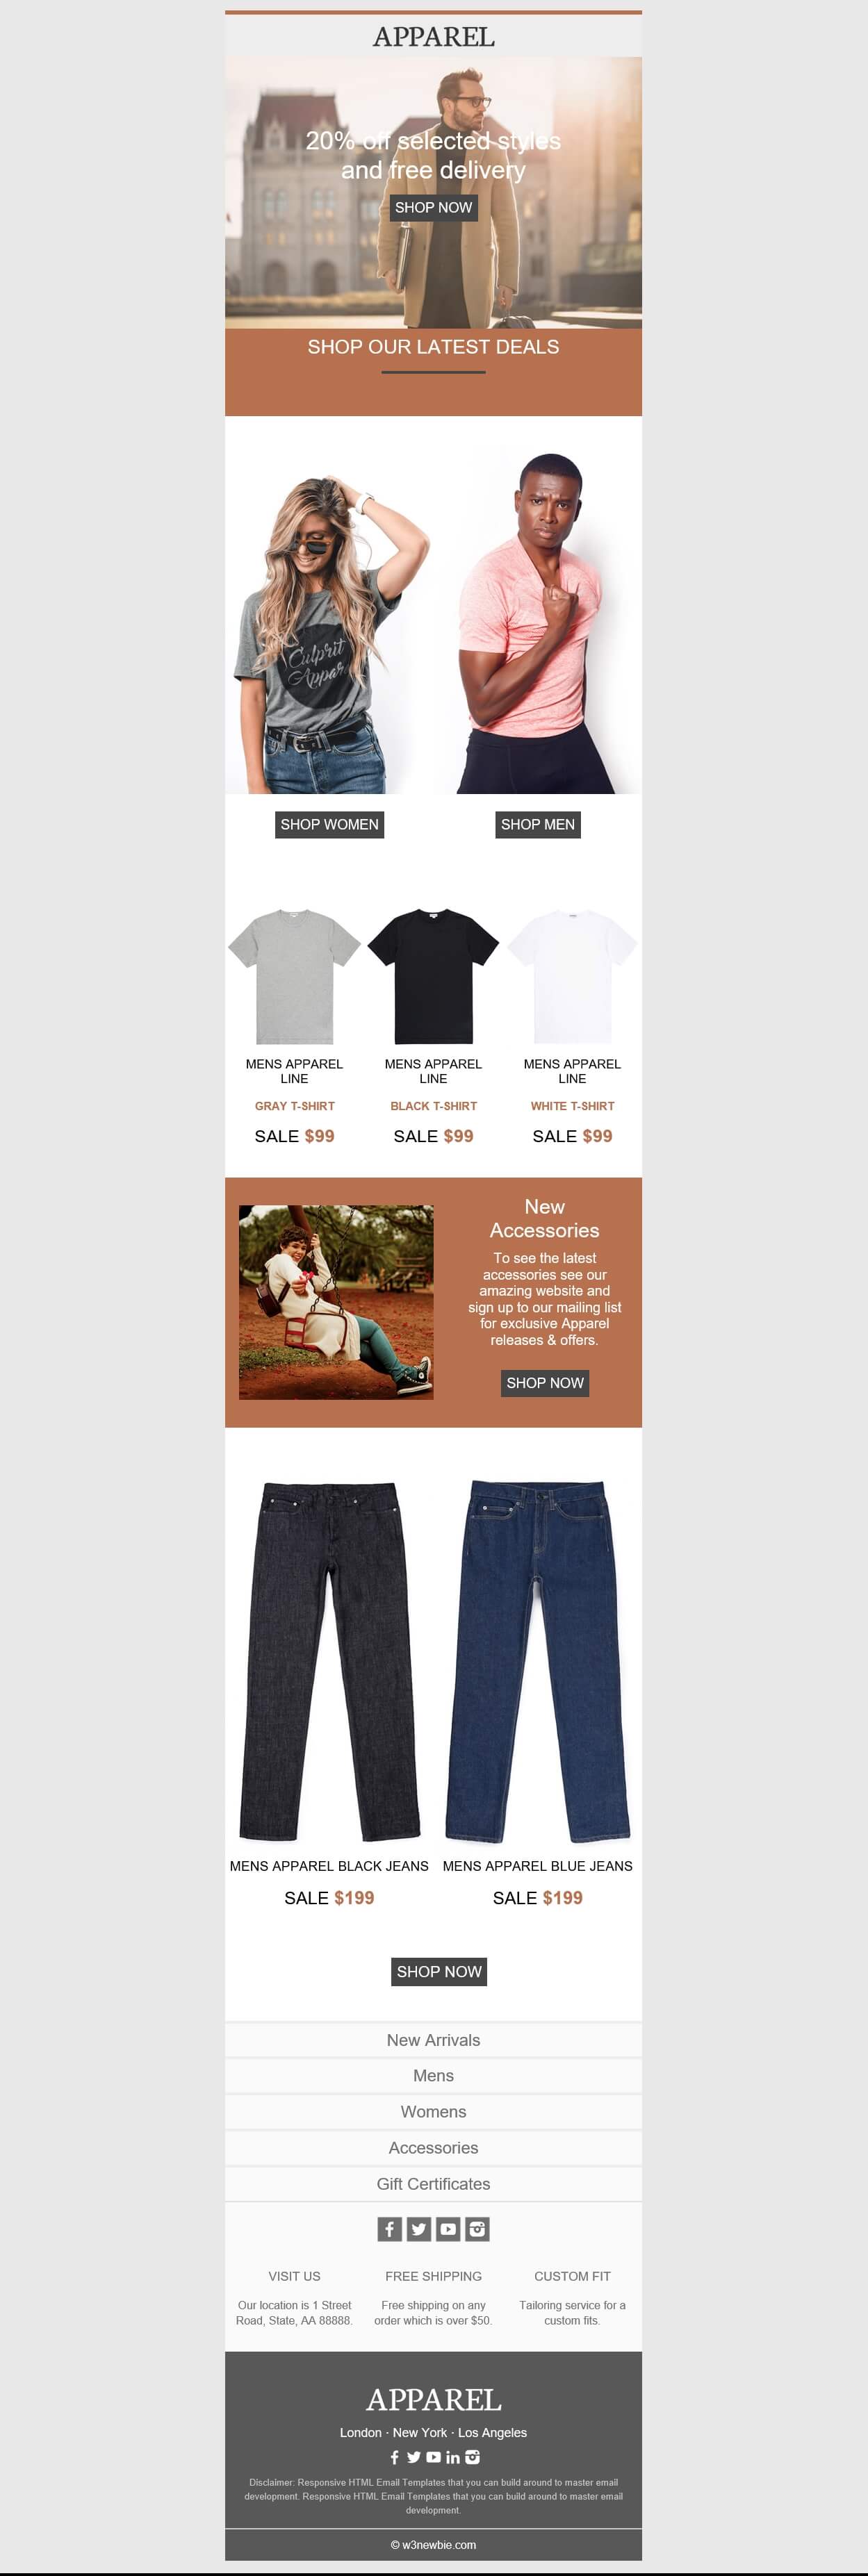 APPAREL
20% off selected styles
and free delivery
SHOP NOW
SHOP OUR LATEST DEALS
Culprit
Appar
SHOP WOMEN
SHOP MEN
MENS APPAREL
LINE
GRAY T-SHIRT
SALE $99
MENS APPAREL
LINE
BLACK T-SHIRT
SALE $99
MENS APPAREL
LINE
WHITE T-SHIRT
SALE $99
New
Accessories
To see the latest
accessories see our
amazing website and
sign up to our mailing list
for exclusive Apparel
releases & offers.
SHOP NOW
MENS APPAREL BLACK JEANS
SALE $199
MENS APPAREL BLUE JEANS
SALE $199
SHOP NOW
New Arrivals
Mens
Womens
Accessories
Gift Certificates
VISIT US
Our location is 1 Street
Road, State, AA 88888.
FREE SHIPPING
Free shipping on any
order which is over $50.
CUSTOM FIT
Tailoring service for a
custom fits.
APPAREL
London · New York · Los Angeles
Disclaimer: Responsive HTML Email Templates that you can build around to master email
development. Responsive HTML Email Templates that you can build around to master email
development.
© w3newbie.com